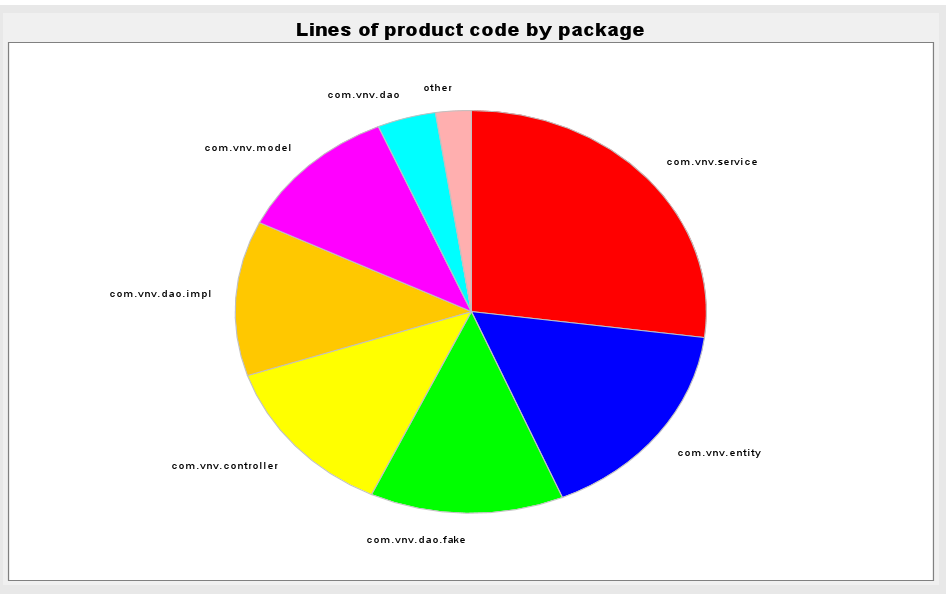 Lines of product code by package
other
com.vnv.dao
com.vnv.model
com.vnv.service
com.vnv.dao.impl
com.vnv.entity
com.vnv.controller
com.vnv.dao.fake